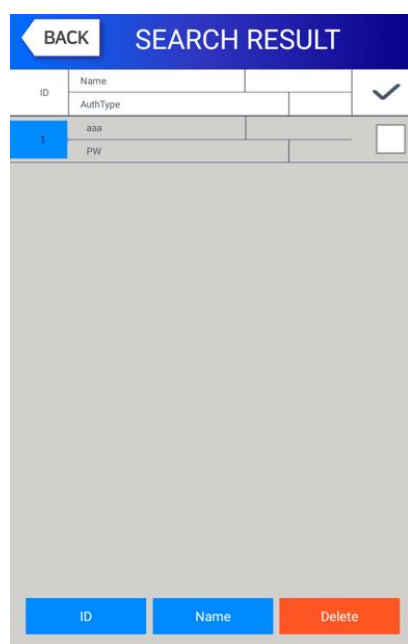 BACK SEARCH RESULT
ID
Name
AuthType
1
aaa
PW
ID Name Delete